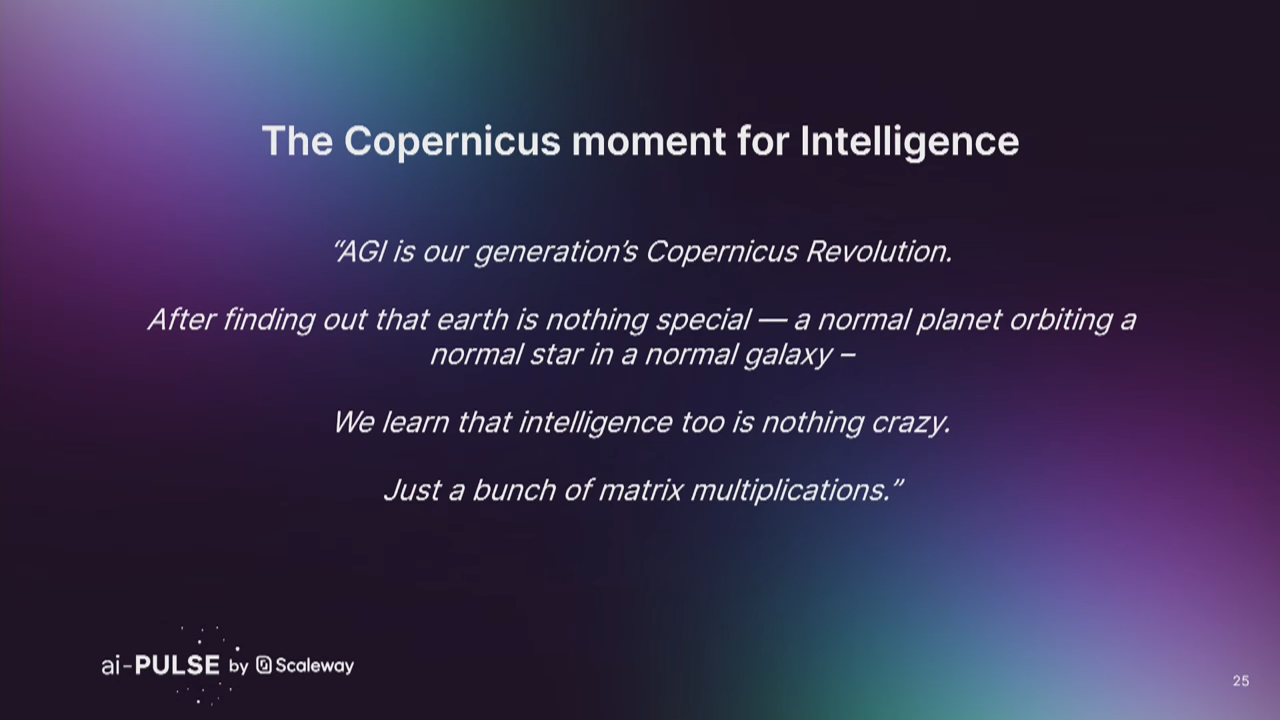 The Copernicus moment for Intelligence
“AGI is our generation’s Copernicus Revolution.
After finding out that earth is nothing special — a normal planet orbiting a
normal star in a normal galaxy –
We learn that intelligence too is nothing crazy.
Just a bunch of matrix multiplications.”
ai-PULSE by Scaleway
25